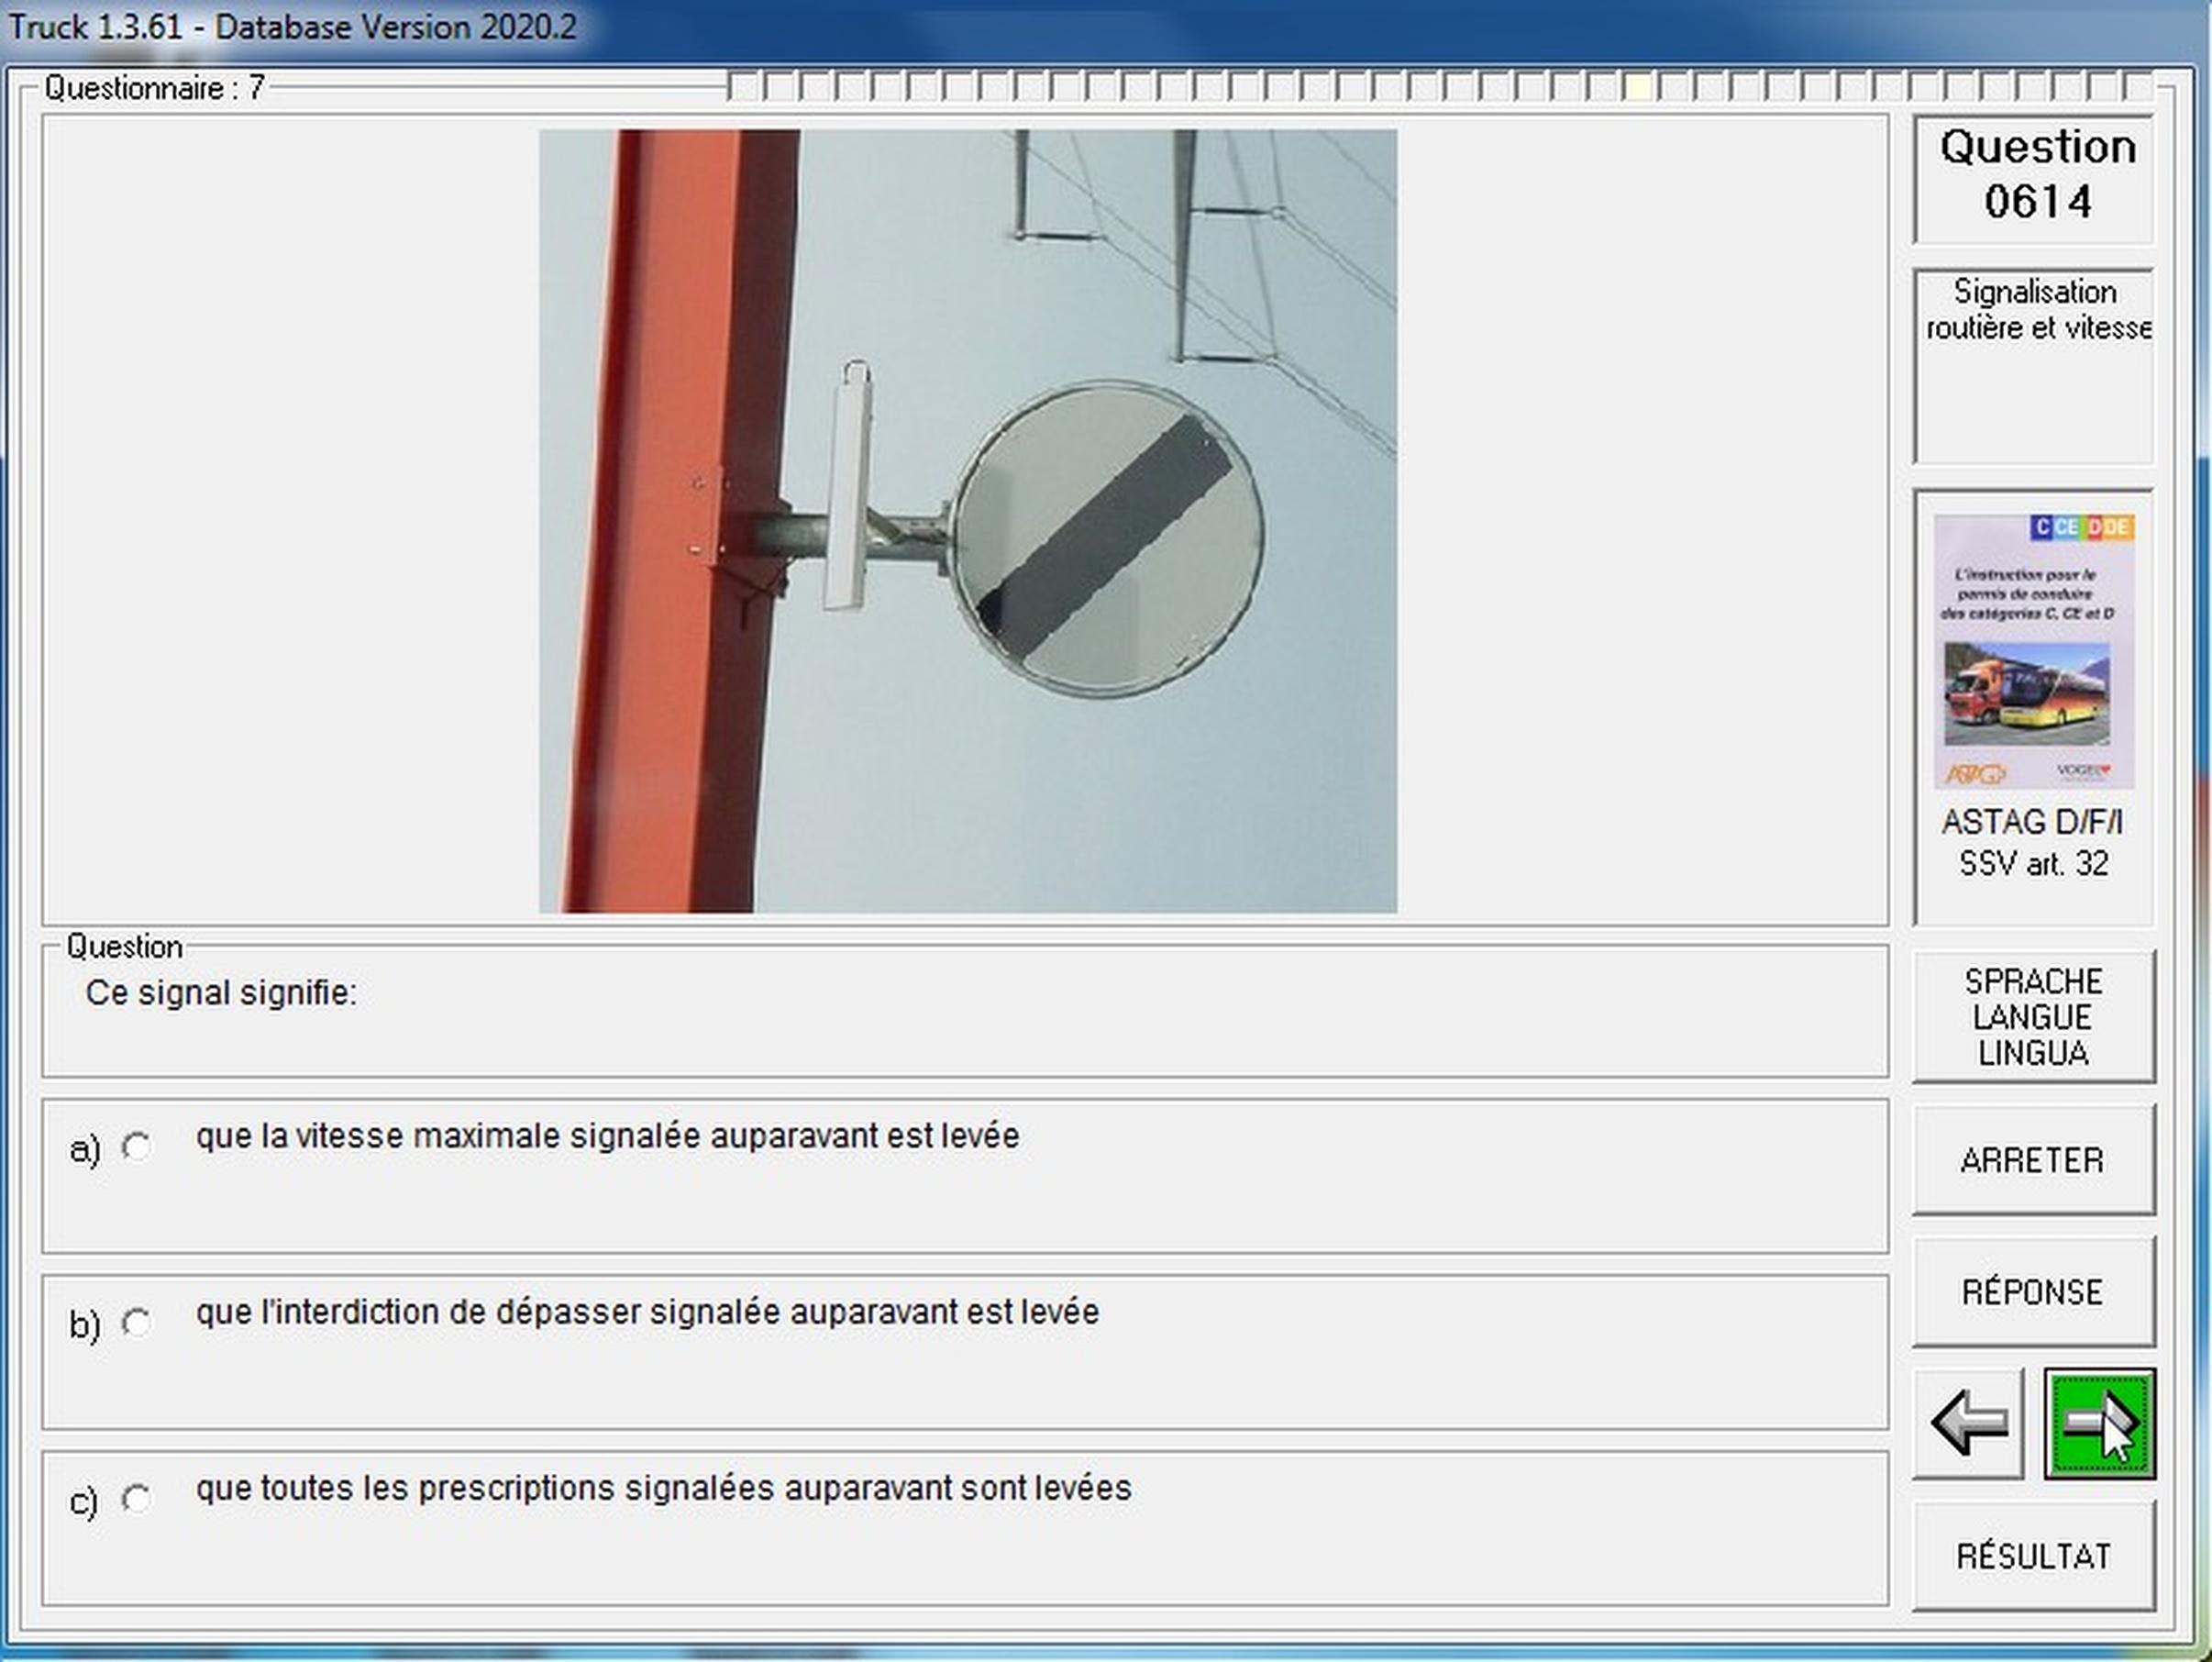 Truck 1.3.61 - Database Version 2020.2
Questionnaire : 7
Question
0614
Signalisation
routière et vitesse
C CE D DE
L'instruction pour le
permis de conduire
des catégories C, CE et D
ASTAG
VOGEL
ASTAG D/F/I
SSV art. 32
Question
Ce signal signifie:
SPRACHE
LANGUE
LINGUA
a) que la vitesse maximale signalée auparavant est levée
ARRETER
b) que l'interdiction de dépasser signalée auparavant est levée
RÉPONSE
c) que toutes les prescriptions signalées auparavant sont levées
RÉSULTAT